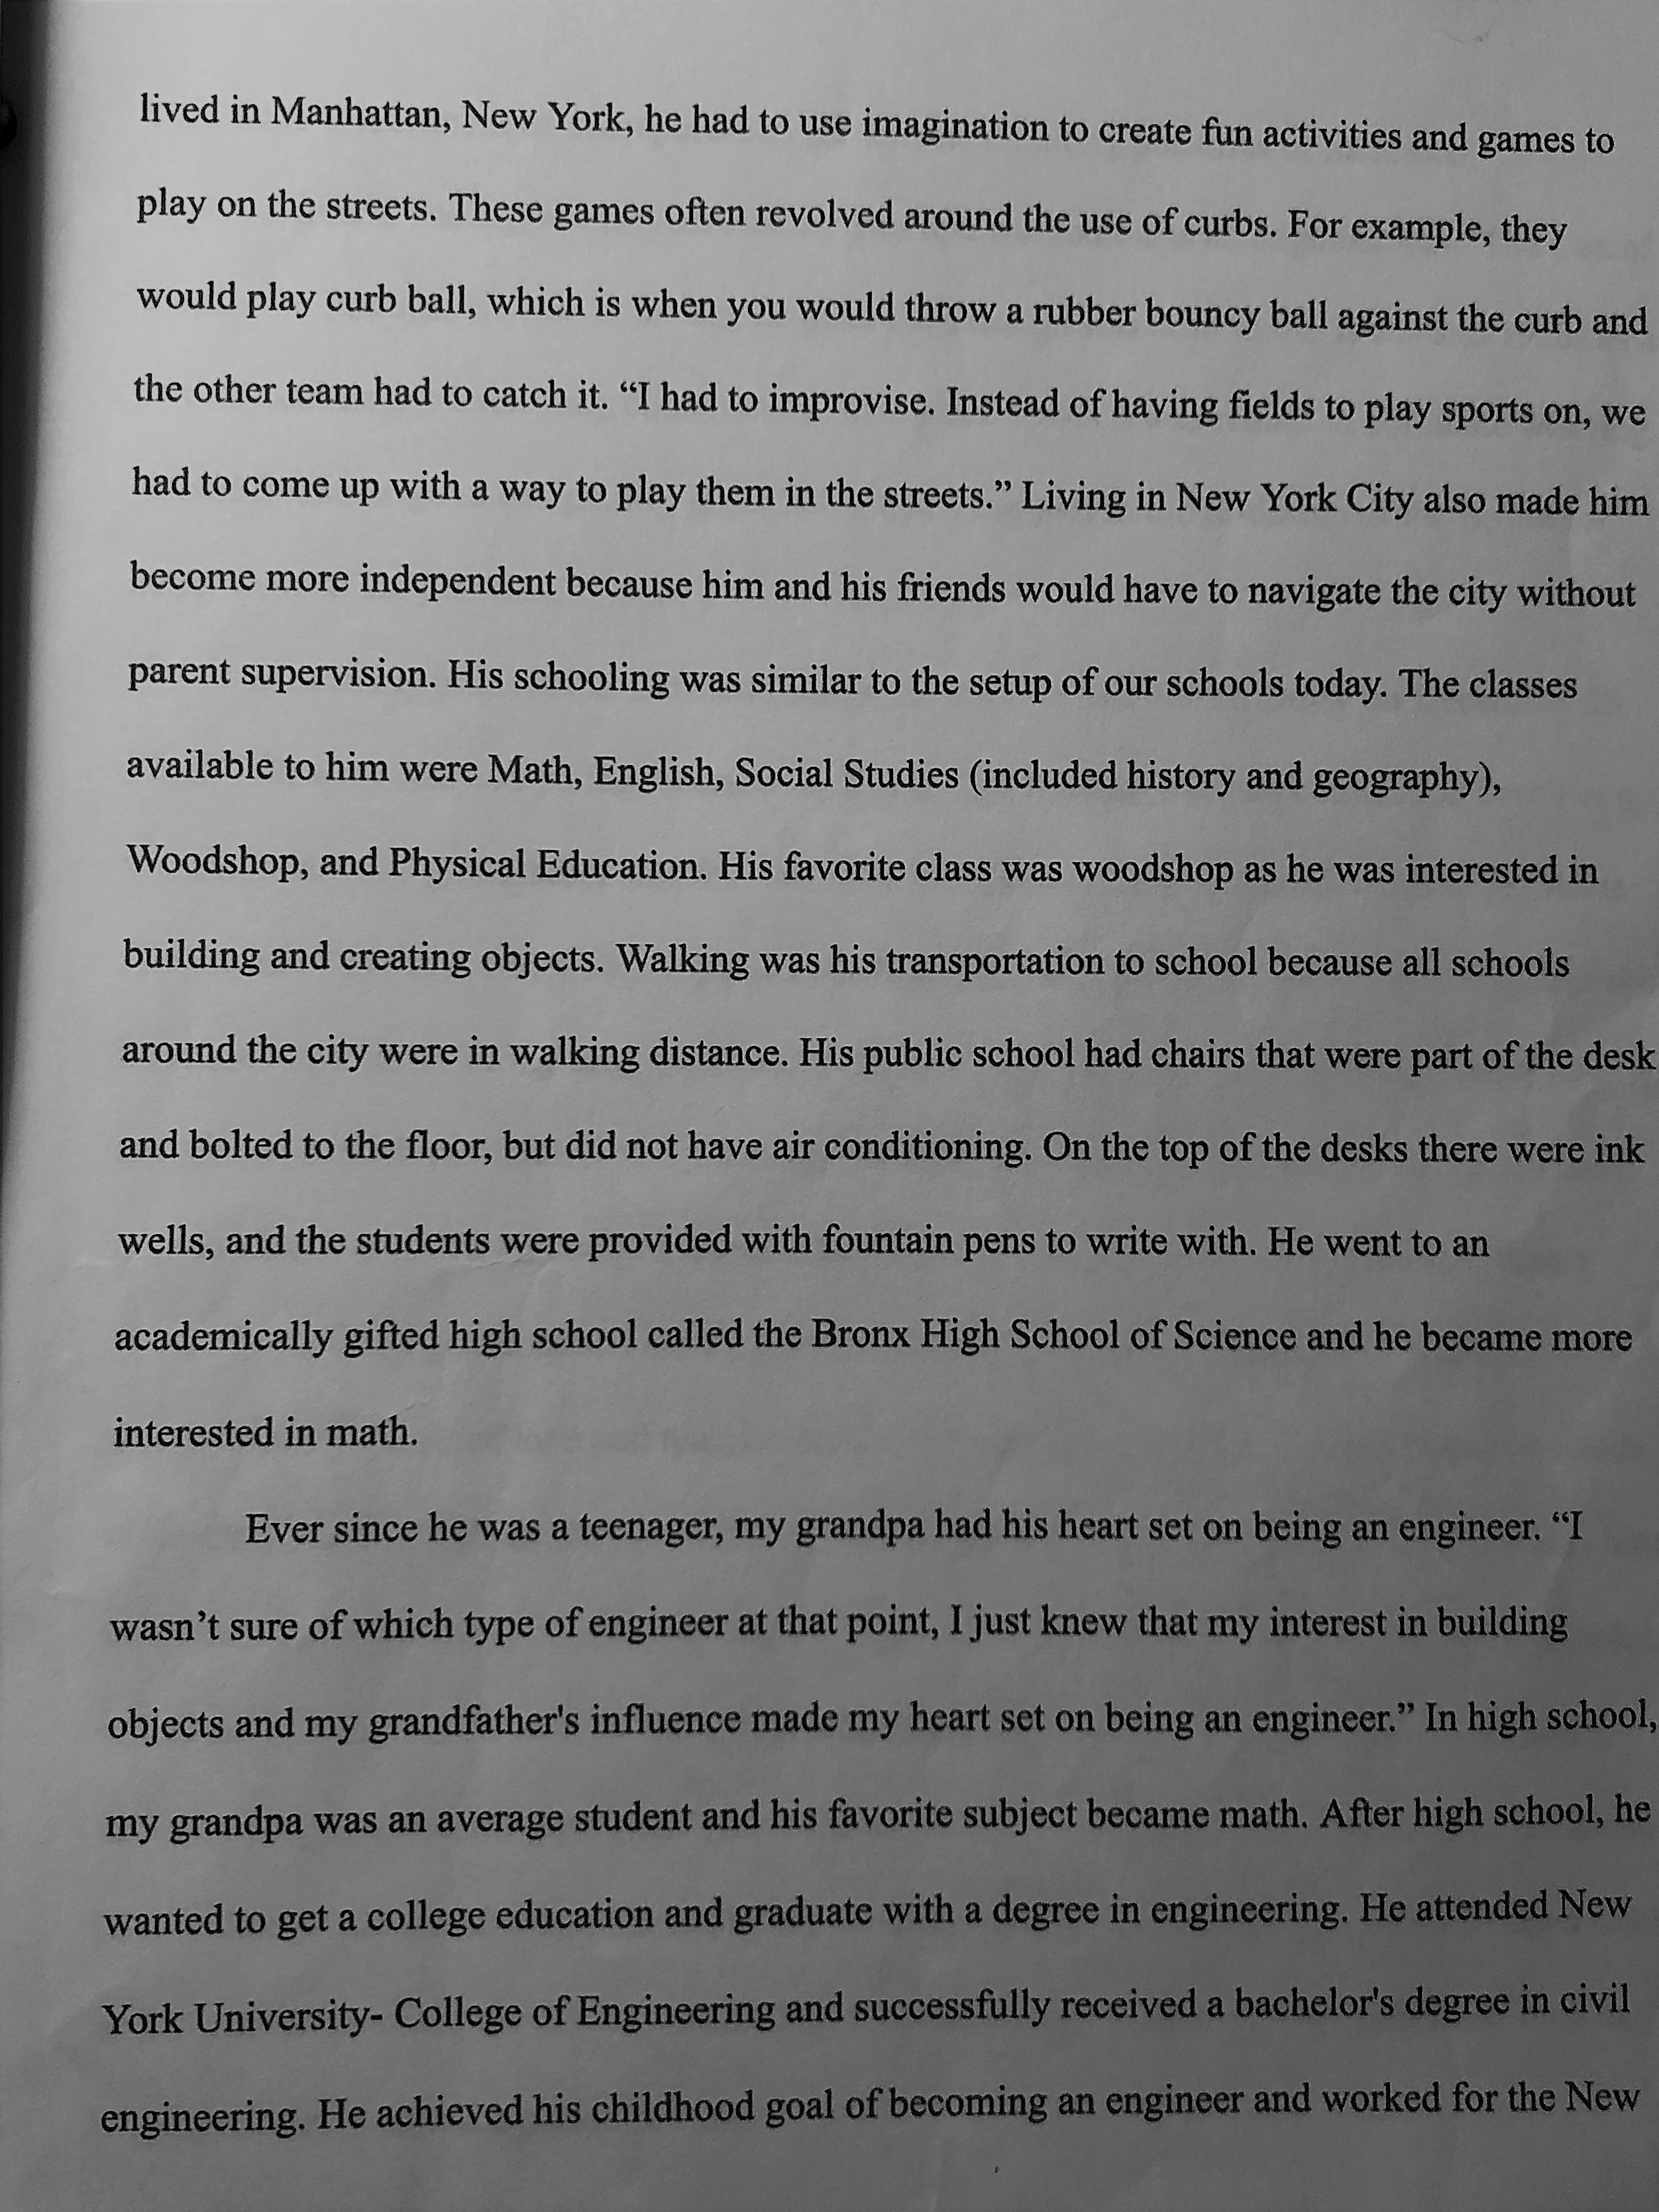 lived in Manhattan, New York, he had to use imagination to create fun activities and games to
play on the streets. These games often revolved around the use of curbs. For example, they
would play curb ball, which is when you would throw a rubber bouncy ball against the curb and
the other team had to catch it. “I had to improvise. Instead of having fields to play sports on, we
had to come up with a way to play them in the streets.” Living in New York City also made him
become more independent because him and his friends would have to navigate the city without
parent supervision. His schooling was similar to the setup of our schools today. The classes
available to him were Math, English, Social Studies (included history and geography),
Woodshop, and Physical Education. His favorite class was woodshop as he was interested in
building and creating objects. Walking was his transportation to school because all schools
around the city were in walking distance. His public school had chairs that were part of the desk
and bolted to the floor, but did not have air conditioning. On the top of the desks there were ink
wells, and the students were provided with fountain pens to write with. He went to an
academically gifted high school called the Bronx High School of Science and he became more
interested in math.
Ever since he was a teenager, my grandpa had his heart set on being an engineer. “I
wasn’t sure of which type of engineer at that point, I just knew that my interest in building
objects and my grandfather's influence made my heart set on being an engineer.” In high school,
my grandpa was an average student and his favorite subject became math. After high school, he
wanted to get a college education and graduate with a degree in engineering. He attended New
York University- College of Engineering and successfully received a bachelor's degree in civil
engineering. He achieved his childhood goal of becoming an engineer and worked for the New